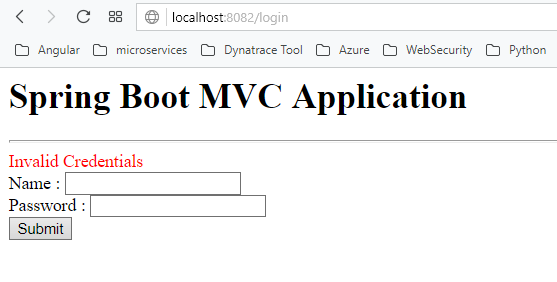 localhost:8082/login
Angular microservices Dynatrace Tool Azure WebSecurity Python
Spring Boot MVC Application
Invalid Credentials
Name :
Password :
Submit